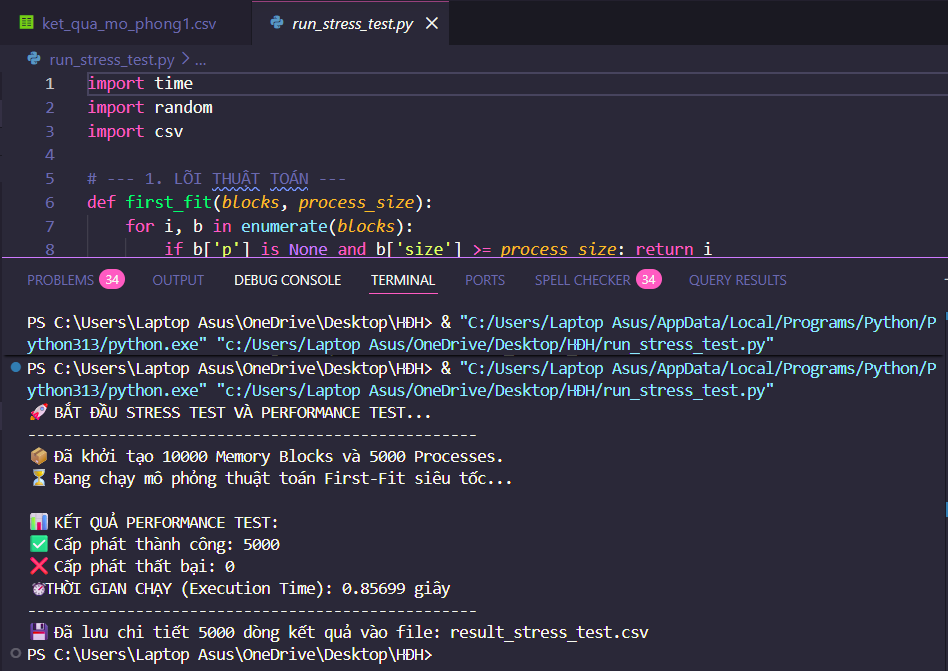 ket_qua_mo_phong1.csv
run_stress_test.py
run_stress_test.py > ...
1 import time
2 import random
3 import csv
4
5 # --- 1. LÕI THUẬT TOÁN ---
6 def first_fit(blocks, process_size):
7 for i, b in enumerate(blocks):
8 if b['p'] is None and b['size'] >= process_size: return i
PROBLEMS 34 OUTPUT DEBUG CONSOLE TERMINAL PORTS SPELL CHECKER 34 QUERY RESULTS
PS C:\Users\Laptop Asus\OneDrive\Desktop\HĐH> & "C:/Users/Laptop Asus/AppData/Local/Programs/Python/P
ython313/python.exe" "c:/Users/Laptop Asus/OneDrive/Desktop/HĐH/run_stress_test.py"
PS C:\Users\Laptop Asus\OneDrive\Desktop\HĐH> & "C:/Users/Laptop Asus/AppData/Local/Programs/Python/P
ython313/python.exe" "c:/Users/Laptop Asus/OneDrive/Desktop/HĐH/run_stress_test.py"
🚀 BẮT ĐẦU STRESS TEST VÀ PERFORMANCE TEST...
--------------------------------------------------
📦 Đã khởi tạo 10000 Memory Blocks và 5000 Processes.
⏳ Đang chạy mô phỏng thuật toán First-Fit siêu tốc...
📊 KẾT QUẢ PERFORMANCE TEST:
✅ Cấp phát thành công: 5000
❌ Cấp phát thất bại: 0
⏱THỜI GIAN CHẠY (Execution Time): 0.85699 giây
--------------------------------------------------
💾 Đã lưu chi tiết 5000 dòng kết quả vào file: result_stress_test.csv
PS C:\Users\Laptop Asus\OneDrive\Desktop\HĐH>